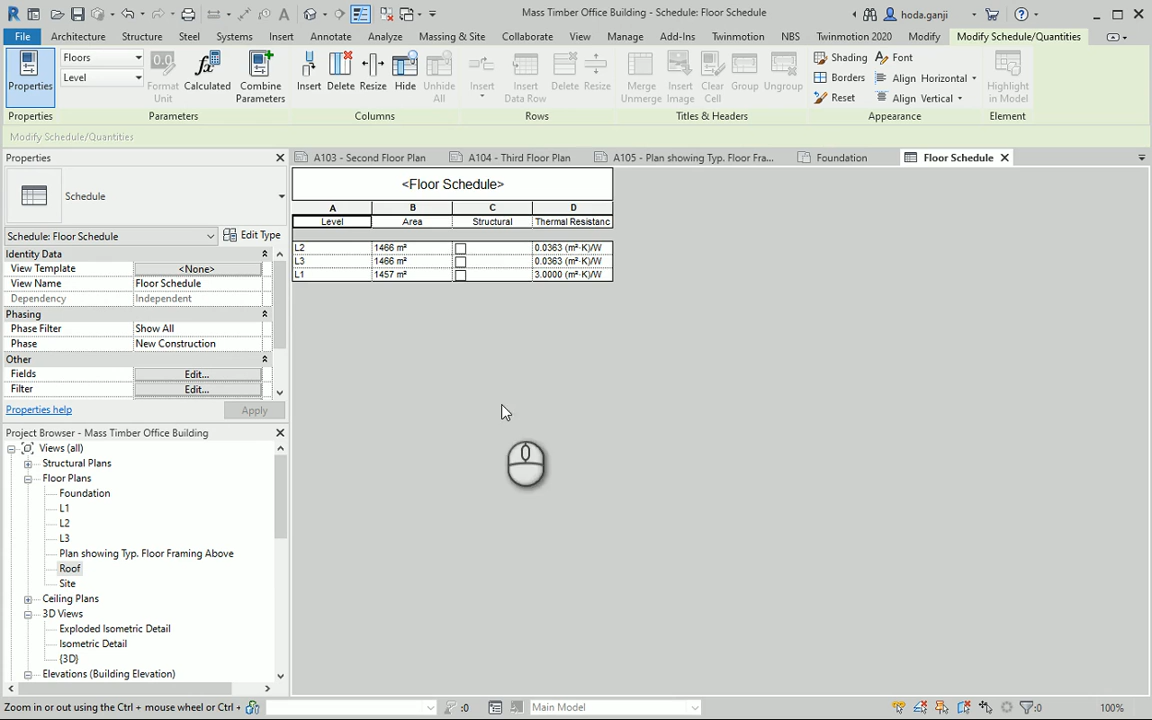 Mass Timber Office Building - Schedule: Floor Schedule
hoda.ganji
File Architecture Structure Steel Systems Insert Annotate Analyze Massing & Site Collaborate View Manage Add-Ins Twinmotion NBS Twinmotion 2020 Modify Modify Schedule/Quantities
Floors
Level
Properties
Format Unit
Calculated
Combine Parameters
Insert
Delete
Resize
Hide
Unhide All
Insert
Insert Data Row
Delete
Resize
Merge Unmerge
Insert Image
Clear Cell
Group
Ungroup
Shading
Font
Borders
Align Horizontal
Reset
Align Vertical
Highlight in Model
Properties Parameters Columns Rows Titles & Headers Appearance Element
Modify Schedule/Quantities
Properties
A103 - Second Floor Plan
A104 - Third Floor Plan
A105 - Plan showing Typ. Floor Fra...
Foundation
Floor Schedule
Schedule
Schedule: Floor Schedule
Edit Type
Identity Data
View Template <None>
View Name Floor Schedule
Dependency Independent
Phasing
Phase Filter Show All
Phase New Construction
Other
Fields Edit...
Filter Edit...
Properties help
Apply
<Floor Schedule>
A B C D
Level Area Structural Thermal Resistanc
L2 1466 m² 0.0363 (m²·K)/W
L3 1466 m² 0.0363 (m²·K)/W
L1 1457 m² 3.0000 (m²·K)/W
Project Browser - Mass Timber Office Building
Views (all)
Structural Plans
Floor Plans
Foundation
L1
L2
L3
Plan showing Typ. Floor Framing Above
Roof
Site
Ceiling Plans
3D Views
Exploded Isometric Detail
Isometric Detail
{3D}
Elevations (Building Elevation)
Zoom in or out using the Ctrl + mouse wheel or Ctrl +
:0
Main Model
:0
100%